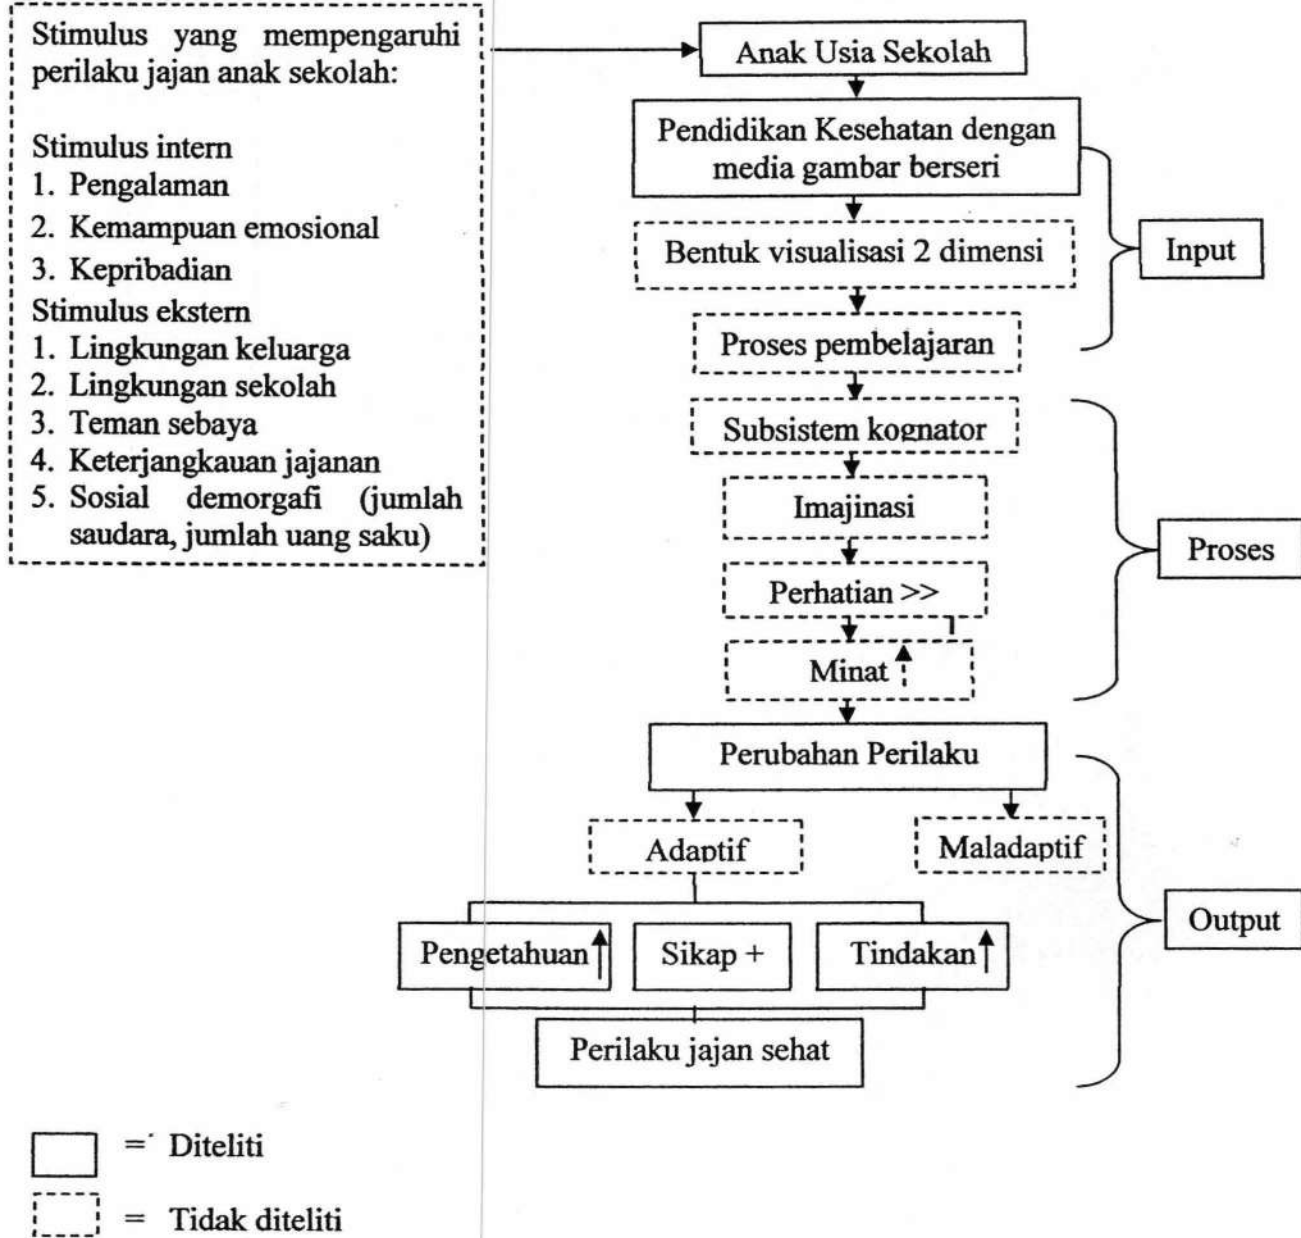 Stimulus yang mempengaruhi
perilaku jajan anak sekolah:
Stimulus intern
1. Pengalaman
2. Kemampuan emosional
3. Kepribadian
Stimulus ekstern
1. Lingkungan keluarga
2. Lingkungan sekolah
3. Teman sebaya
4. Keterjangkauan jajanan
5. Sosial demorgafi (jumlah
saudara, jumlah uang saku)
Anak Usia Sekolah
Pendidikan Kesehatan dengan
media gambar berseri
Bentuk visualisasi 2 dimensi
Proses pembelajaran
Input
Subsistem kognator
Imajinasi
Perhatian >>
Minat
Proses
Perubahan Perilaku
Adaptif
Maladaptif
Pengetahuan
Sikap +
Tindakan
Perilaku jajan sehat
Output
= Diteliti
= Tidak diteliti